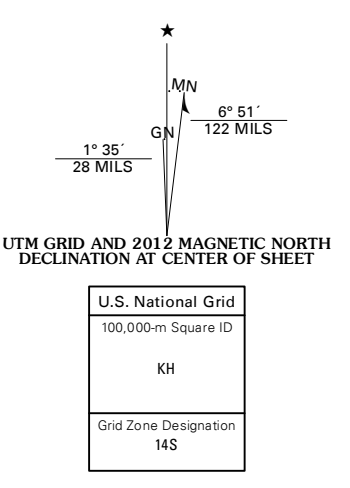 ★
MN
GN
6° 51´
122 MILS
1° 35´
28 MILS
UTM GRID AND 2012 MAGNETIC NORTH
DECLINATION AT CENTER OF SHEET
U.S. National Grid
100,000-m Square ID
KH
Grid Zone Designation
14S